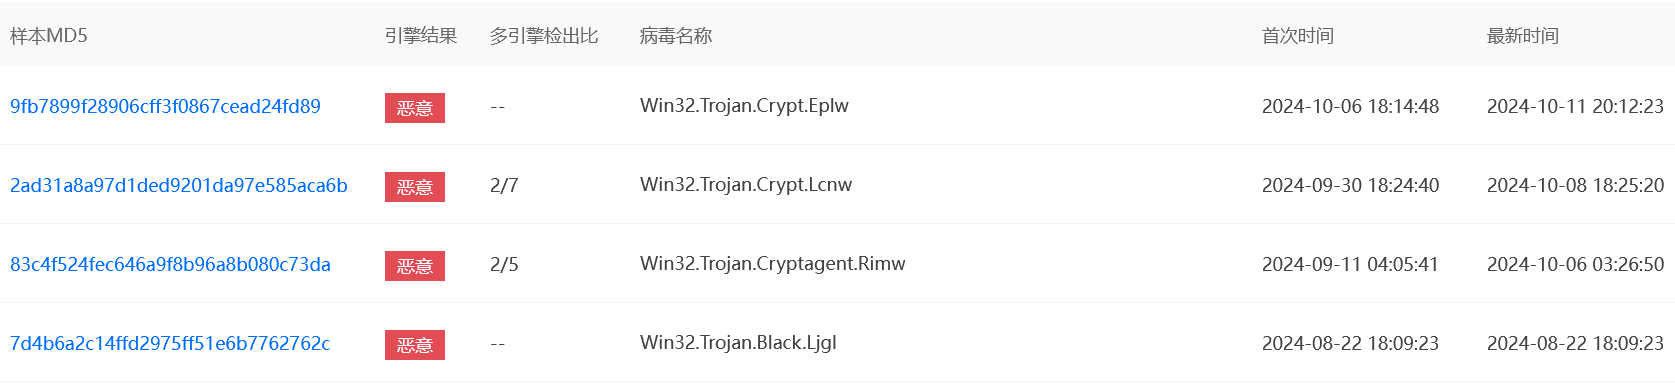 样本MD5 引擎结果 多引擎检出比 病毒名称 首次时间 最新时间
9fb7899f28906cff3f0867cead24fd89 恶意 -- Win32.Trojan.Crypt.Eplw 2024-10-06 18:14:48 2024-10-11 20:12:23
2ad31a8a97d1ded9201da97e585aca6b 恶意 2/7 Win32.Trojan.Crypt.Lcnw 2024-09-30 18:24:40 2024-10-08 18:25:20
83c4f524fec646a9f8b96a8b080c73da 恶意 2/5 Win32.Trojan.Cryptagent.Rimw 2024-09-11 04:05:41 2024-10-06 03:26:50
7d4b6a2c14ffd2975ff51e6b7762762c 恶意 -- Win32.Trojan.Black.Ljgl 2024-08-22 18:09:23 2024-08-22 18:09:23